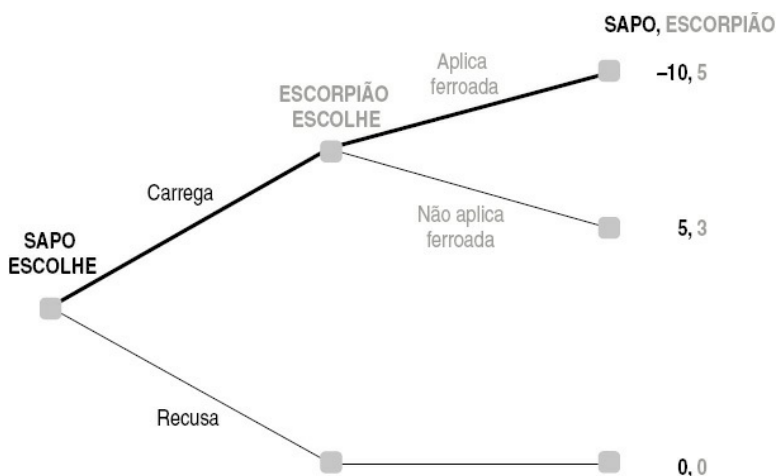 SAPO, ESCORPIÃO
Aplica
ferroada
–10, 5
ESCORPIÃO
ESCOLHE
Carrega
Não aplica
ferroada
5, 3
SAPO
ESCOLHE
Recusa
0, 0